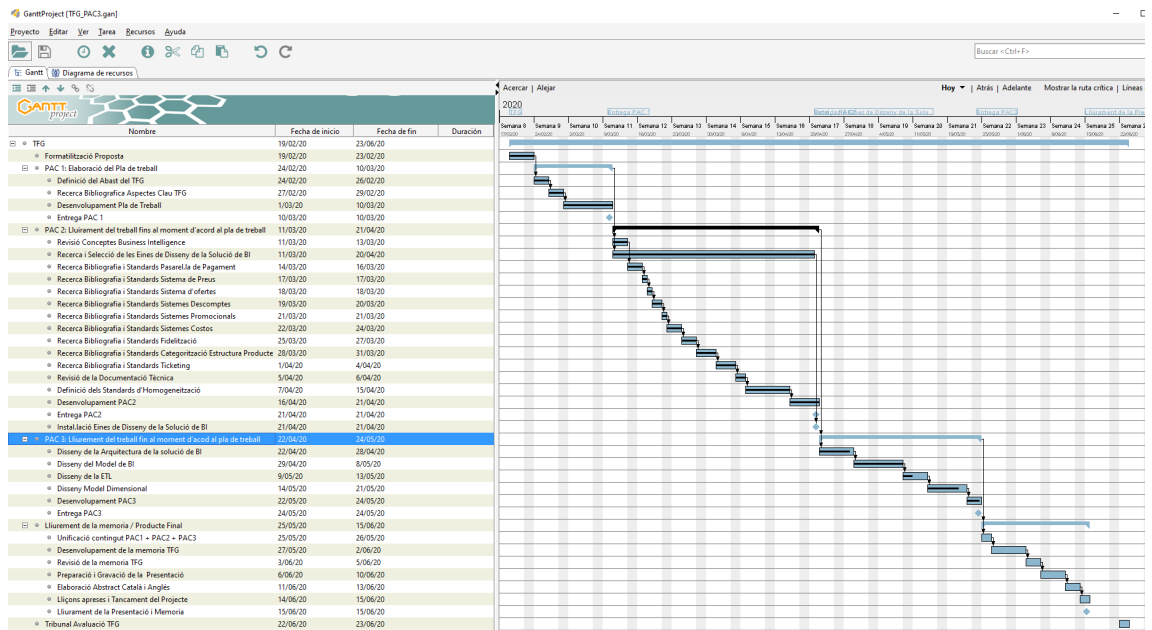 GanttProject [TFG_PAC3.gan]
Proyecto Editar Ver Tarea Recursos Ayuda
Buscar <Ctrl+F>
Gantt Diagrama de recursos
Acercar | Alejar Hoy Atrás | Adelante Mostrar la ruta crítica | Líneas
GANTT project
2020
TFG Entrega PAC 1 Entrega PAC3 Lliurament de la Pre
Nombre Fecha de inicio Fecha de fin Duración
Semana 8 Semana 9 Semana 10 Semana 11 Semana 12 Semana 13 Semana 14 Semana 15 Semana 16 Semana 17 Semana 18 Semana 19 Semana 20 Semana 21 Semana 22 Semana 23 Semana 24 Semana 25 Semana
TFG 19/02/20 23/06/20
Formatilització Proposta 19/02/20 23/02/20
PAC 1: Elaboració del Pla de treball 24/02/20 10/03/20
Definició del Abast del TFG 24/02/20 26/02/20
Recerca Bibliografica Aspectes Clau TFG 27/02/20 29/02/20
Desenvolupament Pla de Treball 1/03/20 10/03/20
Entrega PAC 1 10/03/20 10/03/20
PAC 2: Lluirament del treball fins al moment d'acord al pla de treball 11/03/20 21/04/20
Revisió Conceptes Business Intelligence 11/03/20 13/03/20
Recerca i Selecció de les Eines de Disseny de la Solució de BI 11/03/20 20/04/20
Recerca Bibliografia i Standards Pasarel.la de Pagament 14/03/20 16/03/20
Recerca Bibliografia i Standards Sistema de Preus 17/03/20 17/03/20
Recerca Bibliografia i Standards Sistema d'ofertes 18/03/20 18/03/20
Recerca Bibliografia i Standards Sistemes Descomptes 19/03/20 20/03/20
Recerca Bibliografia i Standards Sistemes Promocionals 21/03/20 21/03/20
Recerca Bibliografia i Standards Sistemes Costos 22/03/20 24/03/20
Recerca Bibliografia i Standards Fidelització 25/03/20 27/03/20
Recerca Bibliografia i Standards Categorització Estructura Producte 28/03/20 31/03/20
Recerca Bibliografia i Standards Ticketing 1/04/20 4/04/20
Revisió de la Documentació Tècnica 5/04/20 6/04/20
Definició dels Standards d'Homogeneització 7/04/20 15/04/20
Desenvolupament PAC2 16/04/20 21/04/20
Entrega PAC2 21/04/20 21/04/20
Instal.lació Eines de Disseny de la Solució de BI 21/04/20 21/04/20
PAC 3: Lliurement del treball fin al moment d'acod al pla de treball 22/04/20 24/05/20
Disseny de la Arquitectura de la solució de BI 22/04/20 28/04/20
Disseny del Model de BI 29/04/20 8/05/20
Disseny de la ETL 9/05/20 13/05/20
Disseny Model Dimensional 14/05/20 21/05/20
Desenvolupament PAC3 22/05/20 24/05/20
Entrega PAC3 24/05/20 24/05/20
Lliurement de la memoria / Producte Final 25/05/20 15/06/20
Unificació contingut PAC1 + PAC2 + PAC3 25/05/20 26/05/20
Desenvolupament de la memoria TFG 27/05/20 2/06/20
Revisió de la memoria TFG 3/06/20 5/06/20
Preparació i Gravació de la Presentació 6/06/20 10/06/20
Elaboració Abstract Català i Anglés 11/06/20 13/06/20
Lliçons apreses i Tancament del Projecte 14/06/20 15/06/20
Lliurament de la Presentació i Memoria 15/06/20 15/06/20
Tribunal Avaluació TFG 22/06/20 23/06/20